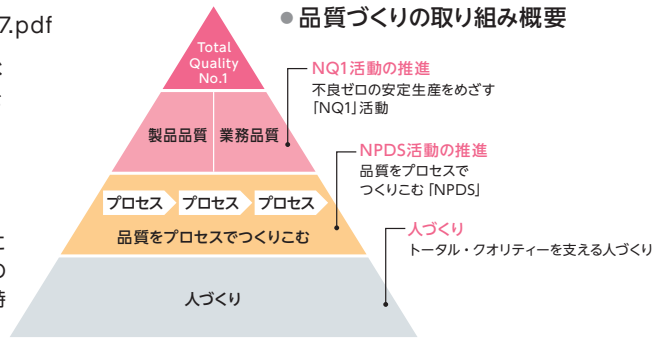 7.pdf
に
の
時
● 品質づくりの取り組み概要
Total
Quality
No.1
NQ1活動の推進
不良ゼロの安定生産をめざす
「NQ1」活動
製品品質 業務品質
NPDS活動の推進
品質をプロセスで
つくりこむ「NPDS」
プロセス プロセス プロセス
品質をプロセスでつくりこむ
人づくり
トータル・クオリティーを支える人づくり
人づくり